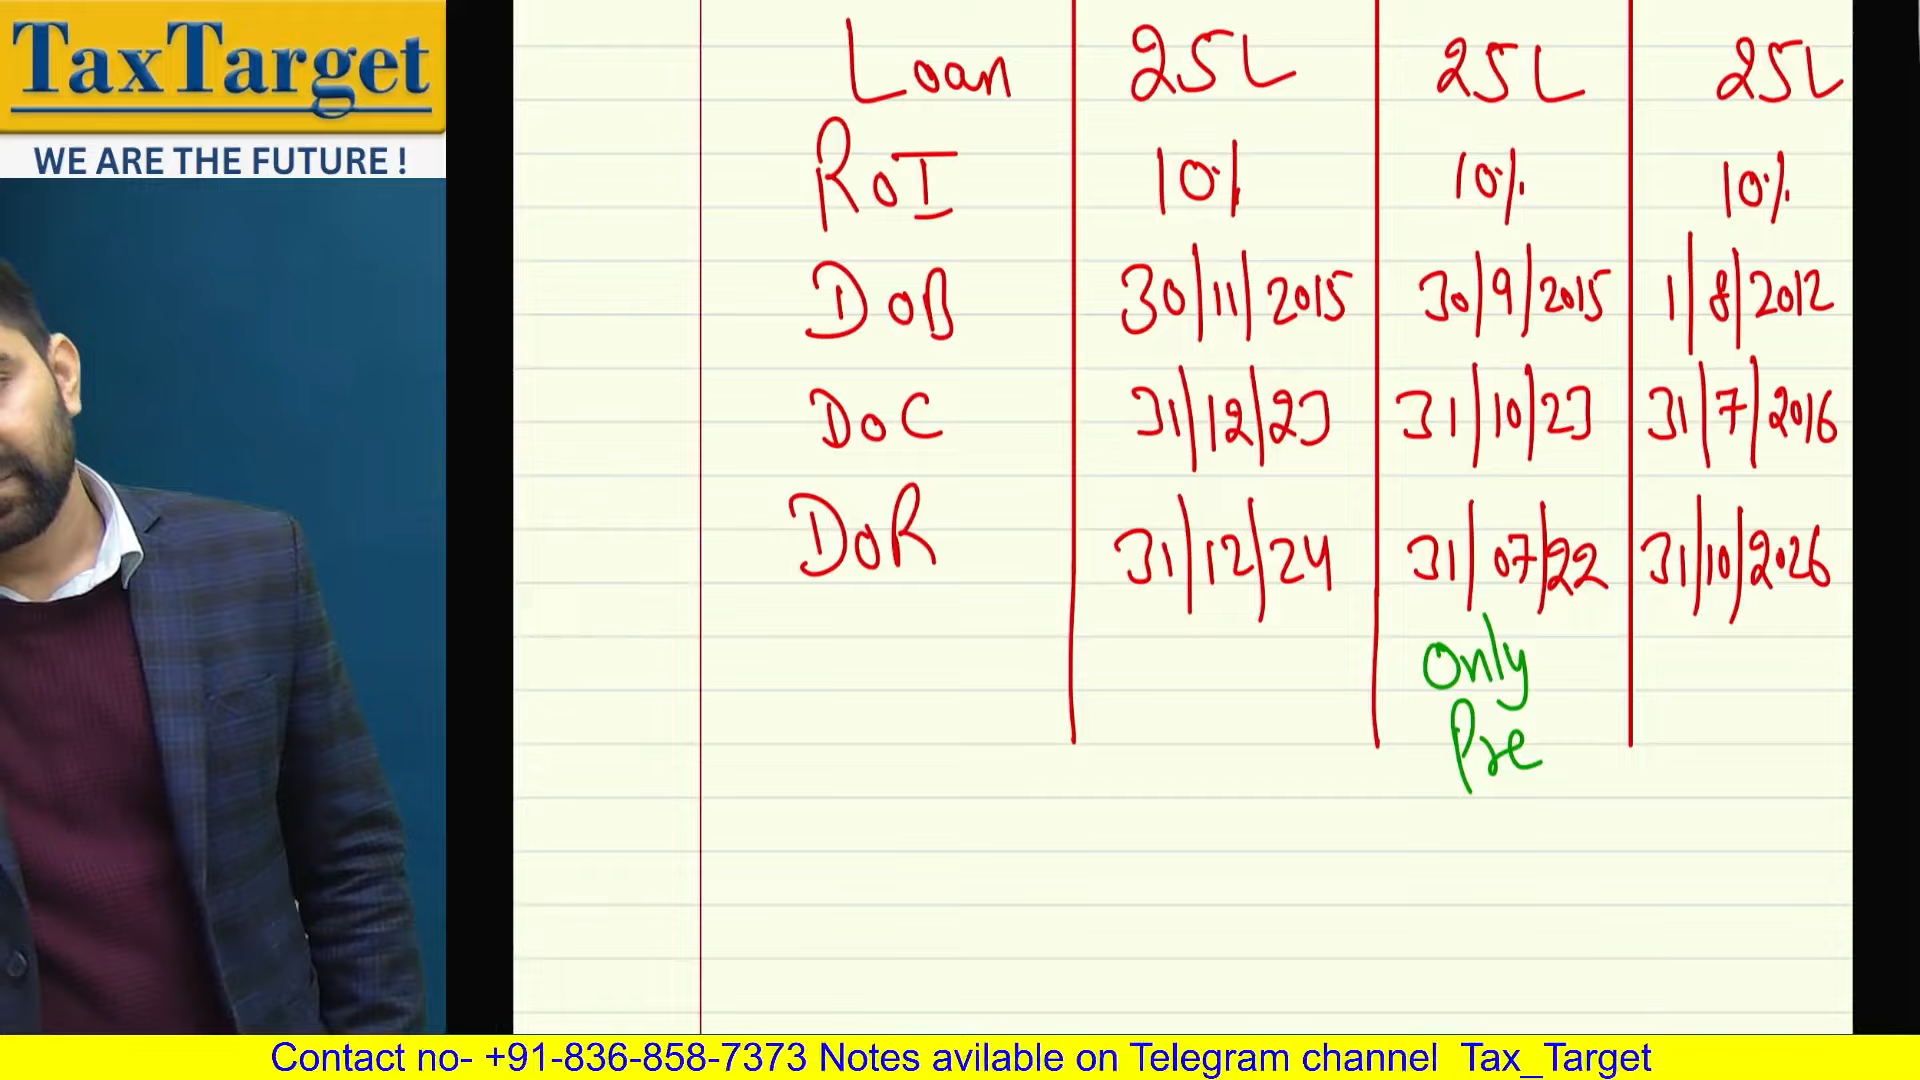 TaxTarget
WE ARE THE FUTURE !
Loan 25L 25L 25L
RoI 10% 10% 10%
DoB 30/11/2015 30/9/2015 1/8/2012
DoC 31/12/23 31/10/23 31/7/2016
DoR 31/12/24 31/07/22 31/10/2026
Only
Pre
Contact no- +91-836-858-7373 Notes avilable on Telegram channel Tax_Target